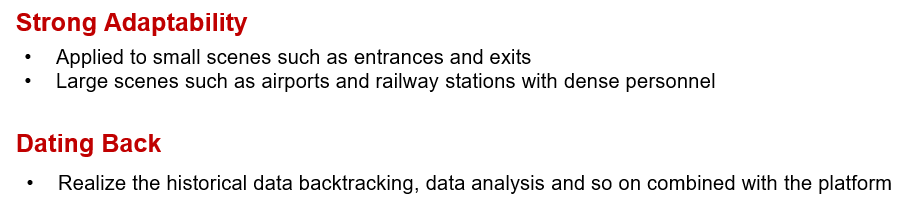 Strong Adaptability
• Applied to small scenes such as entrances and exits
• Large scenes such as airports and railway stations with dense personnel
Dating Back
• Realize the historical data backtracking, data analysis and so on combined with the platform